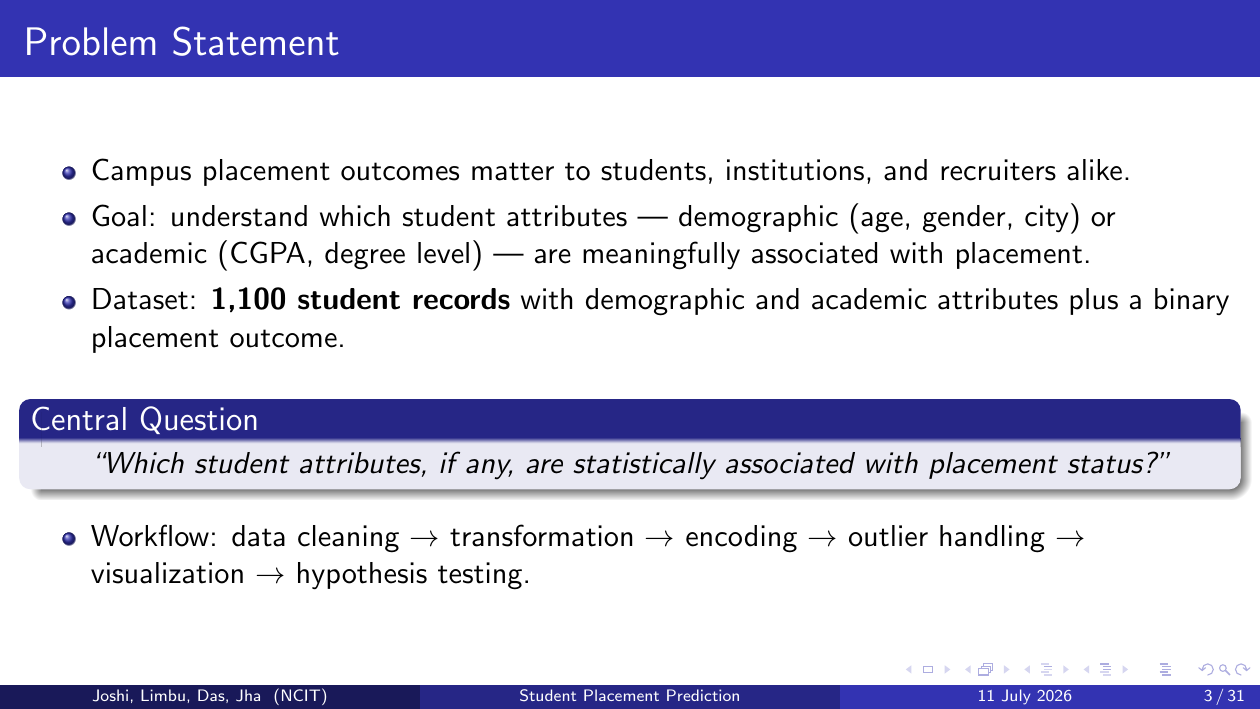 Problem Statement
Campus placement outcomes matter to students, institutions, and recruiters alike.
Goal: understand which student attributes — demographic (age, gender, city) or
academic (CGPA, degree level) — are meaningfully associated with placement.
Dataset: 1,100 student records with demographic and academic attributes plus a binary
placement outcome.
Central Question
“Which student attributes, if any, are statistically associated with placement status?”
Workflow: data cleaning → transformation → encoding → outlier handling →
visualization → hypothesis testing.
Joshi, Limbu, Das, Jha (NCIT) Student Placement Prediction 11 July 2026 3 / 31